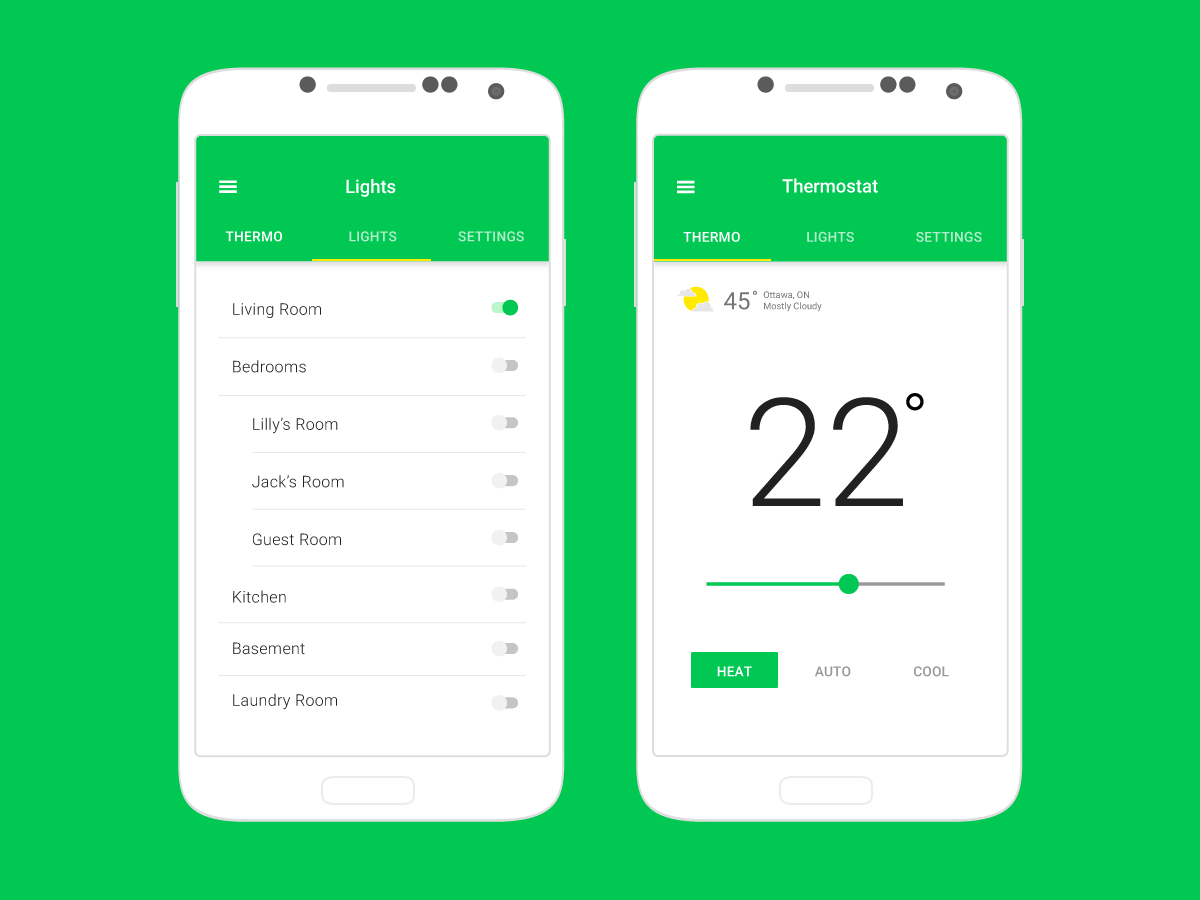 Lights
THERMO LIGHTS SETTINGS
Living Room
Bedrooms
Lilly’s Room
Jack’s Room
Guest Room
Kitchen
Basement
Laundry Room
Thermostat
THERMO LIGHTS SETTINGS
45° Ottawa, ON
Mostly Cloudy
22°
HEAT AUTO COOL